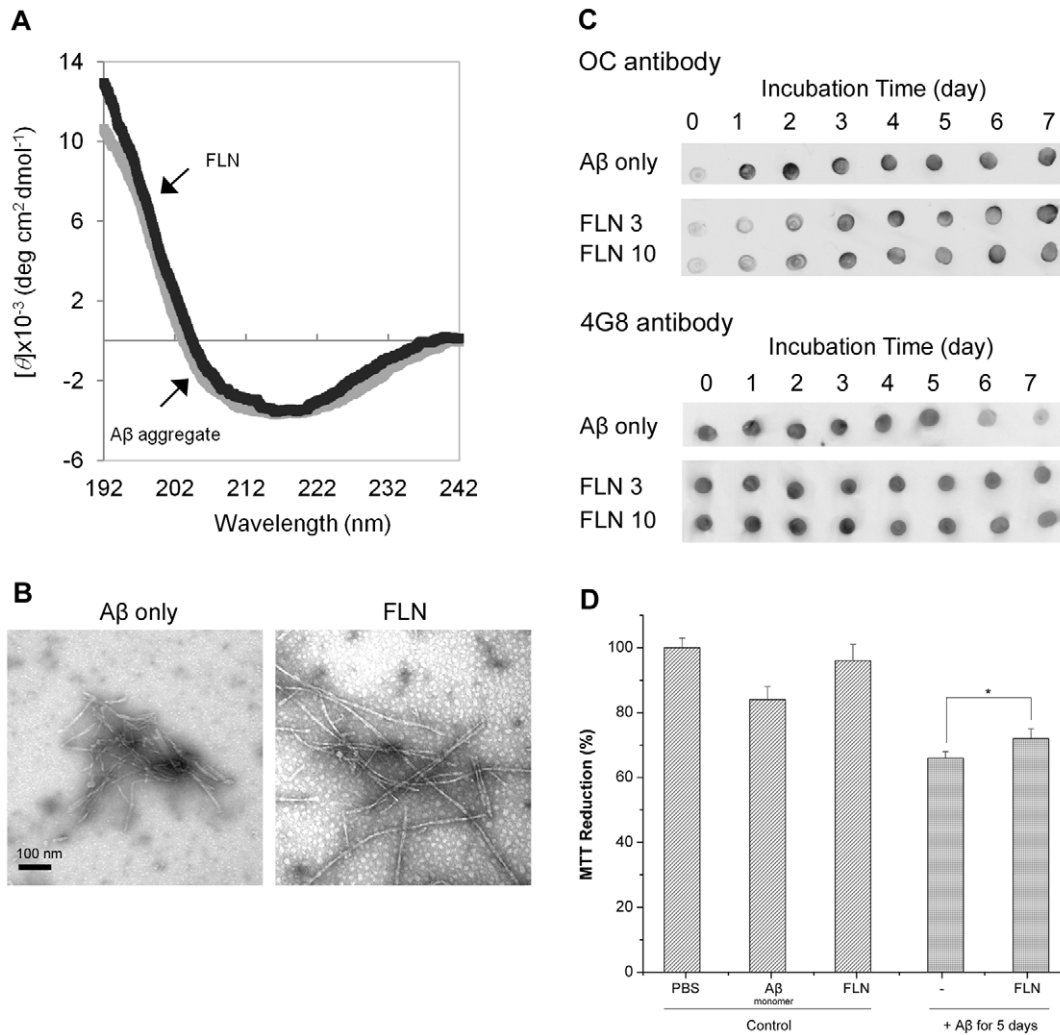 A
14
10
6
2
-2
-6
[θ]x10⁻³ (deg cm² dmol⁻¹)
FLN
Aβ aggregate
192 202 212 222 232 242
Wavelength (nm)
B
Aβ only FLN
100 nm
C
OC antibody
Incubation Time (day)
0 1 2 3 4 5 6 7
Aβ only
FLN 3
FLN 10
4G8 antibody
Incubation Time (day)
0 1 2 3 4 5 6 7
Aβ only
FLN 3
FLN 10
D
MTT Reduction (%)
100
80
60
40
20
0
*
PBS Aβ FLN - FLN
monomer
Control + Aβ for 5 days